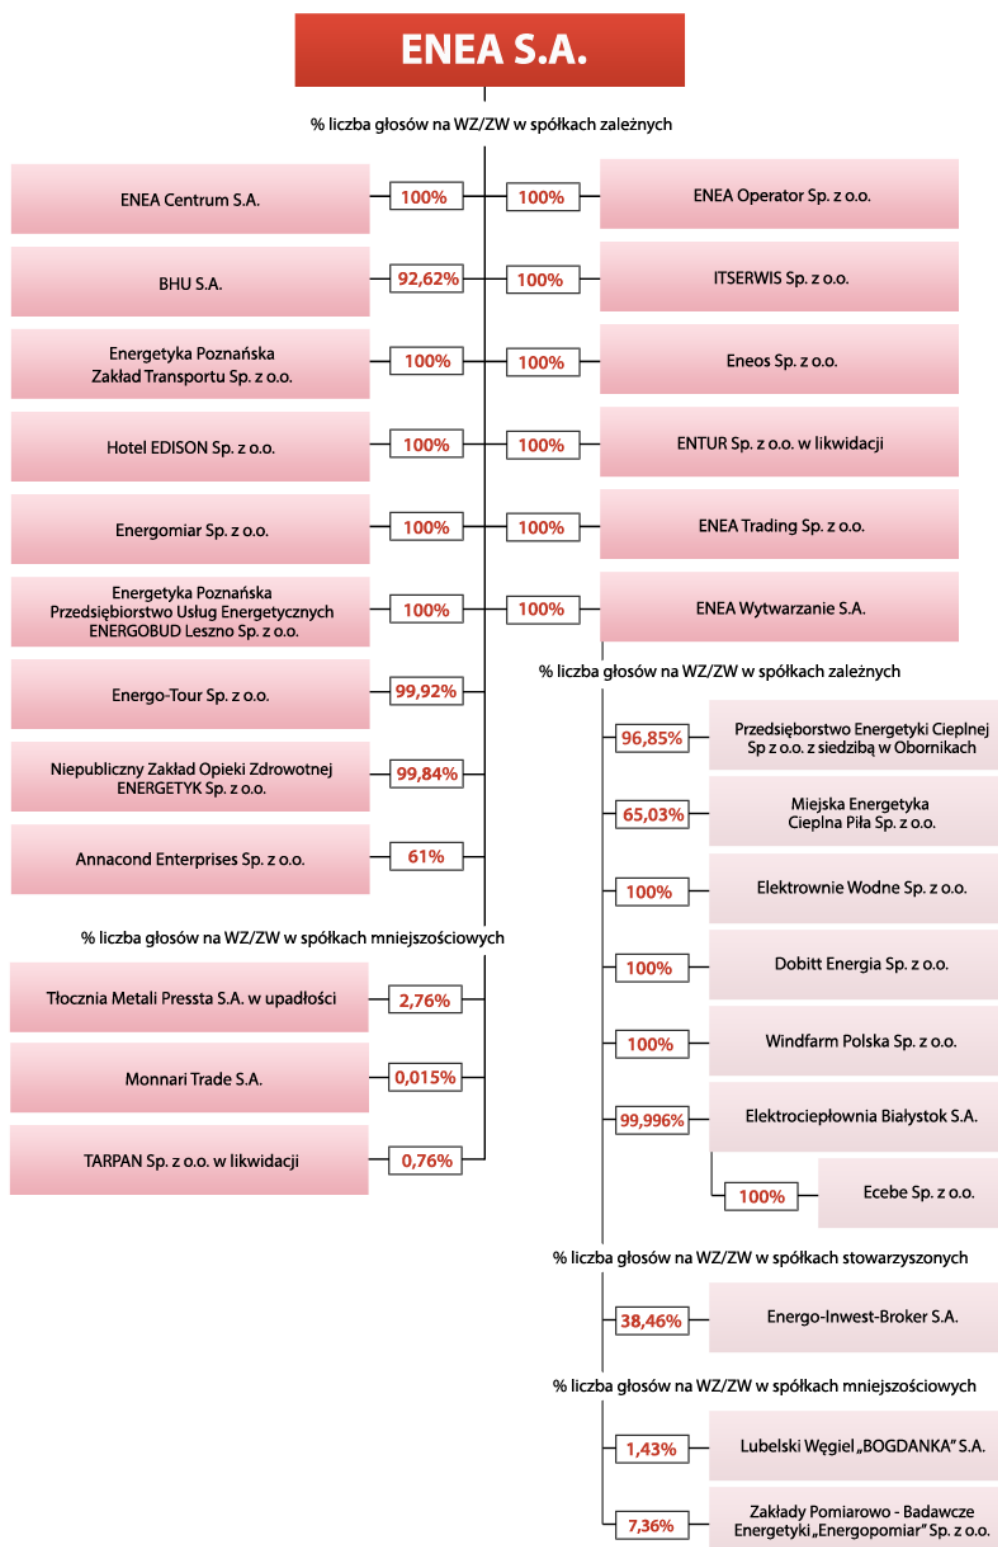 ENEA S.A.
% liczba głosów na WZ/ZW w spółkach zależnych
ENEA Centrum S.A.
100%
100%
ENEA Operator Sp. z o.o.
BHU S.A.
92,62%
100%
ITSERWIS Sp. z o.o.
Energetyka Poznańska
Zakład Transportu Sp. z o.o.
100%
100%
Eneos Sp. z o.o.
Hotel EDISON Sp. z o.o.
100%
100%
ENTUR Sp. z o.o. w likwidacji
Energomiar Sp. z o.o.
100%
100%
ENEA Trading Sp. z o.o.
Energetyka Poznańska
Przedsiębiorstwo Usług Energetycznych
ENERGOBUD Leszno Sp. z o.o.
100%
100%
ENEA Wytwarzanie S.A.
Energo-Tour Sp. z o.o.
99,92%
Niepubliczny Zakład Opieki Zdrowotnej
ENERGETYK Sp. z o.o.
99,84%
Annacond Enterprises Sp. z o.o.
61%
% liczba głosów na WZ/ZW w spółkach mniejszościowych
Tłocznia Metali Pressta S.A. w upadłości
2,76%
Monnari Trade S.A.
0,015%
TARPAN Sp. z o.o. w likwidacji
0,76%
% liczba głosów na WZ/ZW w spółkach zależnych
96,85%
Przedsięborstwo Energetyki Cieplnej
Sp z o.o. z siedzibą w Obornikach
65,03%
Miejska Energetyka
Cieplna Piła Sp. z o.o.
100%
Elektrownie Wodne Sp. z o.o.
100%
Dobitt Energia Sp. z o.o.
100%
Windfarm Polska Sp. z o.o.
99,996%
Elektrociepłownia Białystok S.A.
100%
Ecebe Sp. z o.o.
% liczba głosów na WZ/ZW w spółkach stowarzyszonych
38,46%
Energo-Inwest-Broker S.A.
% liczba głosów na WZ/ZW w spółkach mniejszościowych
1,43%
Lubelski Węgiel „BOGDANKA” S.A.
7,36%
Zakłady Pomiarowo - Badawcze
Energetyki „Energopomiar” Sp. z o.o.